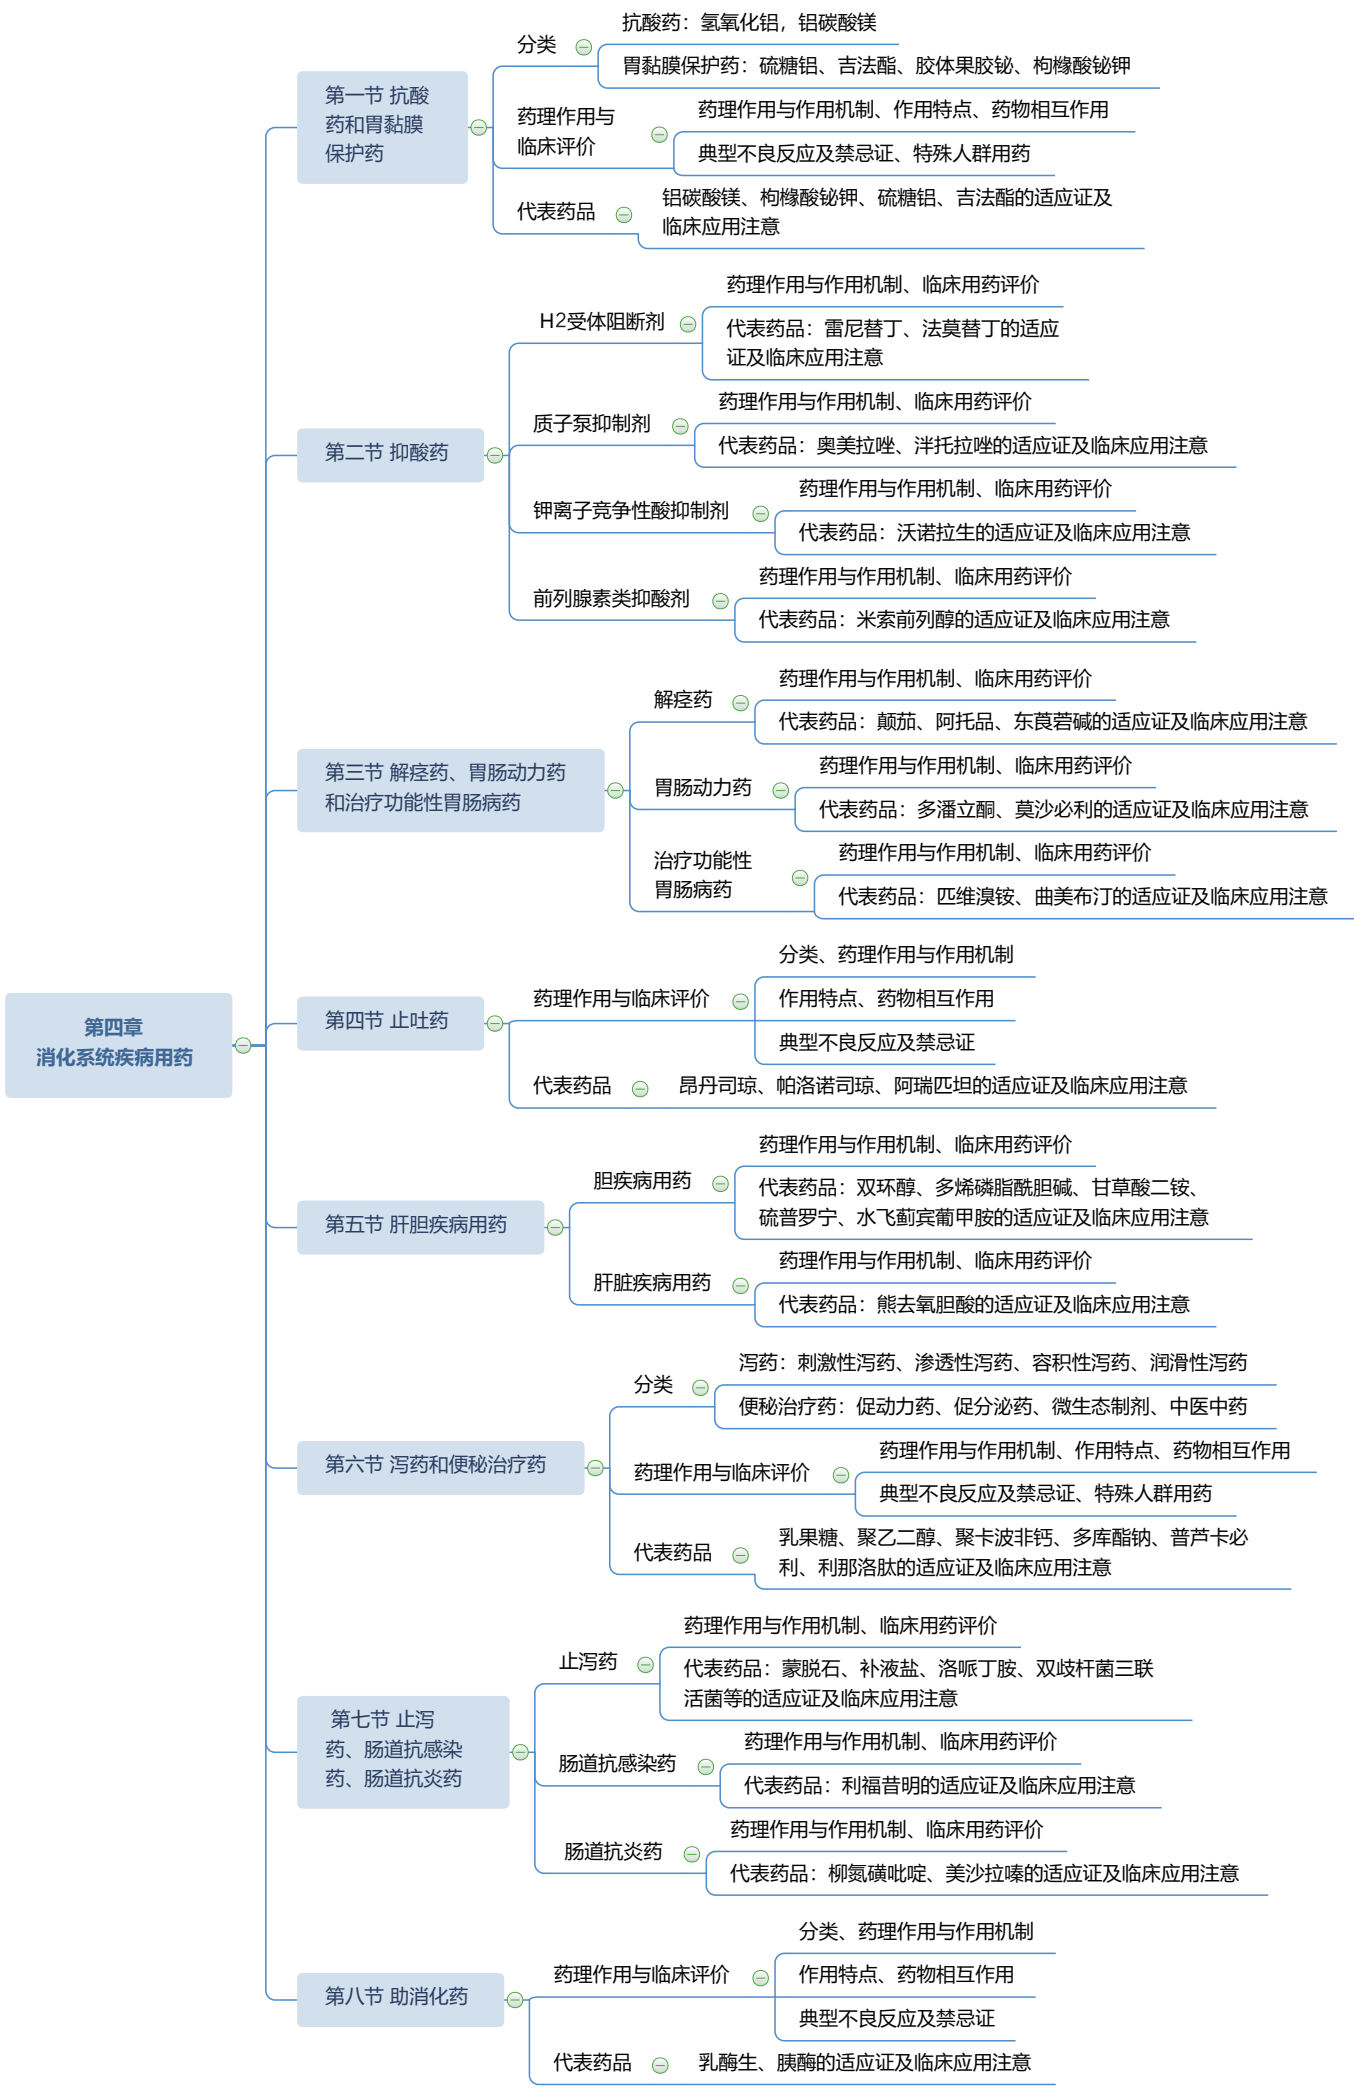 第四章
消化系统疾病用药
第一节 抗酸
药和胃黏膜
保护药
分类
抗酸药：氢氧化铝，铝碳酸镁
胃黏膜保护药：硫糖铝、吉法酯、胶体果胶铋、枸橼酸铋钾
药理作用与
临床评价
药理作用与作用机制、作用特点、药物相互作用
典型不良反应及禁忌证、特殊人群用药
代表药品
铝碳酸镁、枸橼酸铋钾、硫糖铝、吉法酯的适应证及
临床应用注意
第二节 抑酸药
H2受体阻断剂
药理作用与作用机制、临床用药评价
代表药品：雷尼替丁、法莫替丁的适应
证及临床应用注意
质子泵抑制剂
药理作用与作用机制、临床用药评价
代表药品：奥美拉唑、泮托拉唑的适应证及临床应用注意
钾离子竞争性酸抑制剂
药理作用与作用机制、临床用药评价
代表药品：沃诺拉生的适应证及临床应用注意
前列腺素类抑酸剂
药理作用与作用机制、临床用药评价
代表药品：米索前列醇的适应证及临床应用注意
第三节 解痉药、胃肠动力药
和治疗功能性胃肠病药
解痉药
药理作用与作用机制、临床用药评价
代表药品：颠茄、阿托品、东莨菪碱的适应证及临床应用注意
胃肠动力药
药理作用与作用机制、临床用药评价
代表药品：多潘立酮、莫沙必利的适应证及临床应用注意
治疗功能性
胃肠病药
药理作用与作用机制、临床用药评价
代表药品：匹维溴铵、曲美布汀的适应证及临床应用注意
第四节 止吐药
药理作用与临床评价
分类、药理作用与作用机制
作用特点、药物相互作用
典型不良反应及禁忌证
代表药品
昂丹司琼、帕洛诺司琼、阿瑞匹坦的适应证及临床应用注意
第五节 肝胆疾病用药
胆疾病用药
药理作用与作用机制、临床用药评价
代表药品：双环醇、多烯磷脂酰胆碱、甘草酸二铵、
硫普罗宁、水飞蓟宾葡甲胺的适应证及临床应用注意
肝脏疾病用药
药理作用与作用机制、临床用药评价
代表药品：熊去氧胆酸的适应证及临床应用注意
第六节 泻药和便秘治疗药
分类
泻药：刺激性泻药、渗透性泻药、容积性泻药、润滑性泻药
便秘治疗药：促动力药、促分泌药、微生态制剂、中医中药
药理作用与临床评价
药理作用与作用机制、作用特点、药物相互作用
典型不良反应及禁忌证、特殊人群用药
代表药品
乳果糖、聚乙二醇、聚卡波非钙、多库酯钠、普芦卡必
利、利那洛肽的适应证及临床应用注意
第七节 止泻
药、肠道抗感染
药、肠道抗炎药
止泻药
药理作用与作用机制、临床用药评价
代表药品：蒙脱石、补液盐、洛哌丁胺、双歧杆菌三联
活菌等的适应证及临床应用注意
肠道抗感染药
药理作用与作用机制、临床用药评价
代表药品：利福昔明的适应证及临床应用注意
肠道抗炎药
药理作用与作用机制、临床用药评价
代表药品：柳氮磺吡啶、美沙拉嗪的适应证及临床应用注意
第八节 助消化药
药理作用与临床评价
分类、药理作用与作用机制
作用特点、药物相互作用
典型不良反应及禁忌证
代表药品
乳酶生、胰酶的适应证及临床应用注意